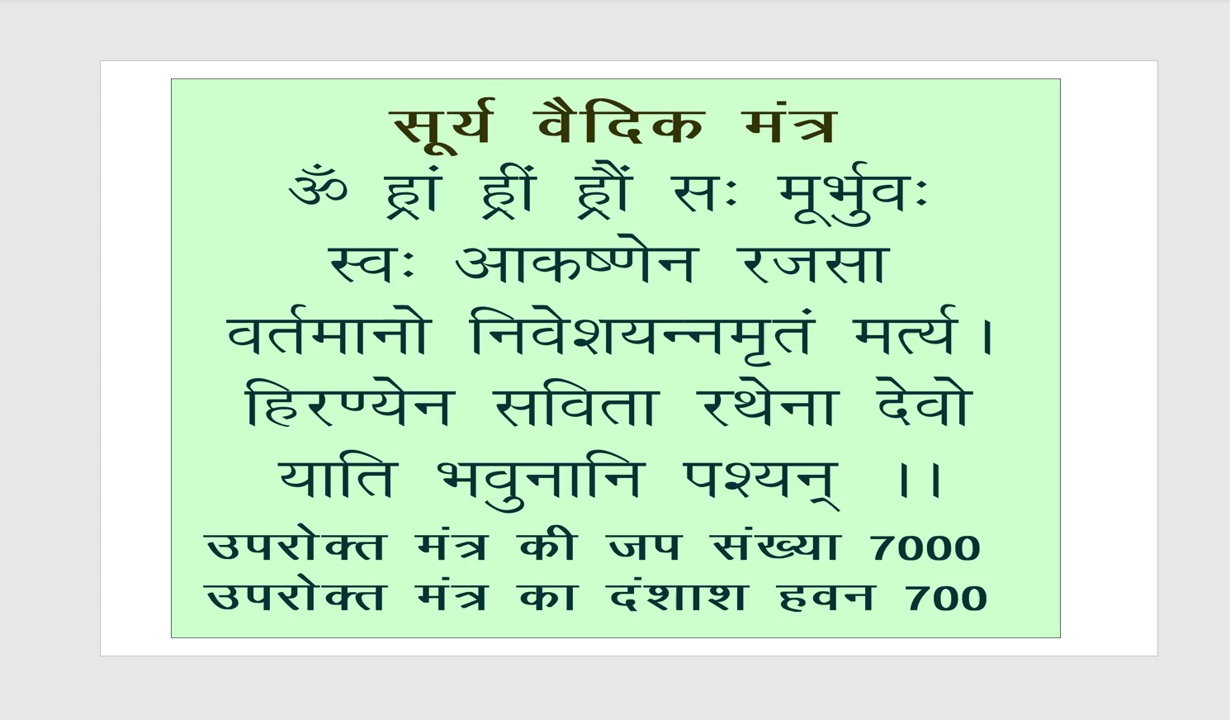 सूर्य वैदिक मंत्र
ॐ ह्रां ह्रीं ह्रौं सः मूर्भुवः
स्वः आकष्णेन रजसा
वर्तमानो निवेशयन्नमृतं मर्त्य।
हिरण्येन सविता रथेना देवो
याति भवुनानि पश्यन् ।।
उपरोक्त मंत्र की जप संख्या 7000
उपरोक्त मंत्र का दंशाश हवन 700